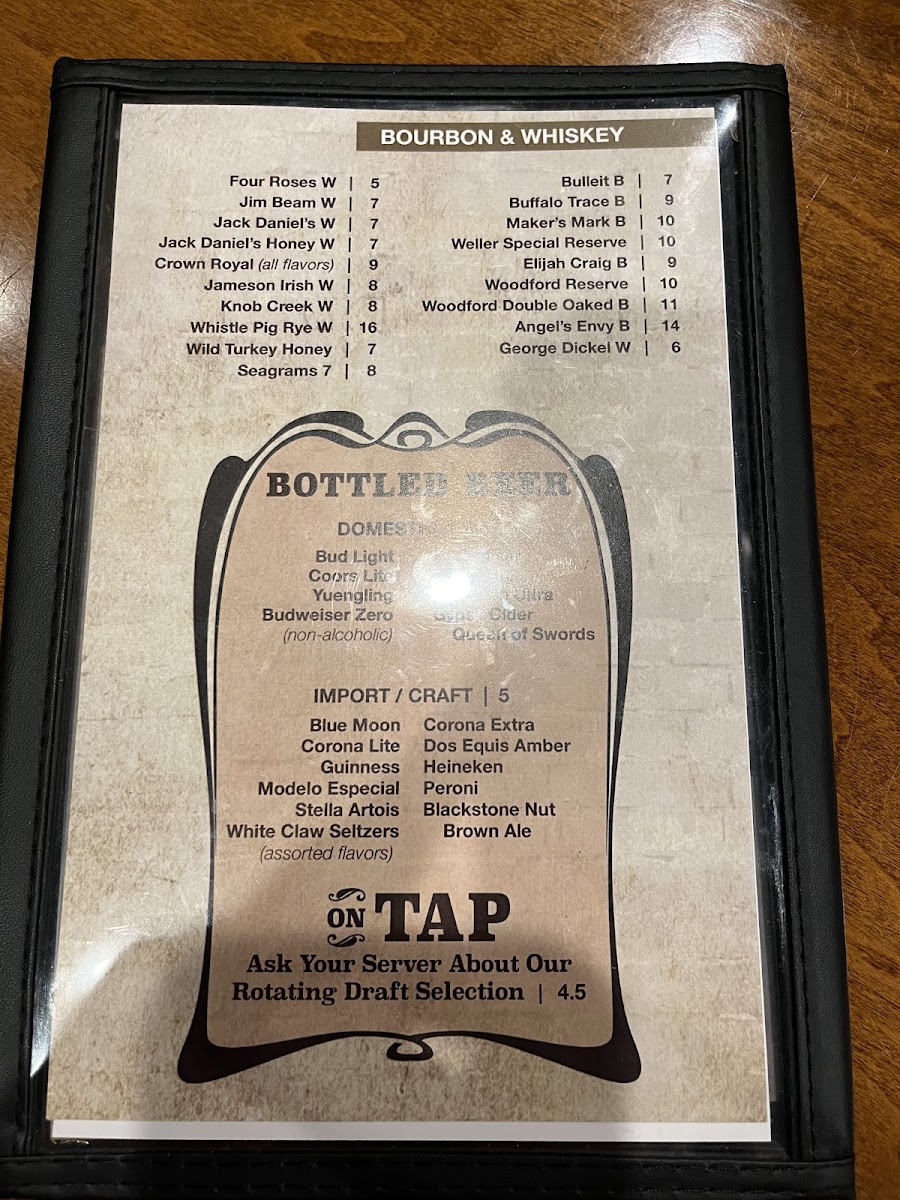 BOURBON & WHISKEY
Four Roses W | 5
Jim Beam W | 7
Jack Daniel's W | 7
Jack Daniel's Honey W | 7
Crown Royal (all flavors) | 9
Jameson Irish W | 8
Knob Creek W | 8
Whistle Pig Rye W | 16
Wild Turkey Honey | 7
Seagrams 7 | 8
Bulleit B | 7
Buffalo Trace B | 9
Maker's Mark B | 10
Weller Special Reserve | 10
Elijah Craig B | 9
Woodford Reserve | 10
Woodford Double Oaked B | 11
Angel's Envy B | 14
George Dickel W | 6
BOTTLED BEER
DOMESTIC
Bud Light
Coors Lite
Yuengling
Budweiser Zero
(non-alcoholic)
Ultra
Cider
Queen of Swords
IMPORT / CRAFT | 5
Blue Moon
Corona Lite
Guinness
Modelo Especial
Stella Artois
White Claw Seltzers
(assorted flavors)
Corona Extra
Dos Equis Amber
Heineken
Peroni
Blackstone Nut
Brown Ale
ON TAP
Ask Your Server About Our
Rotating Draft Selection | 4.5